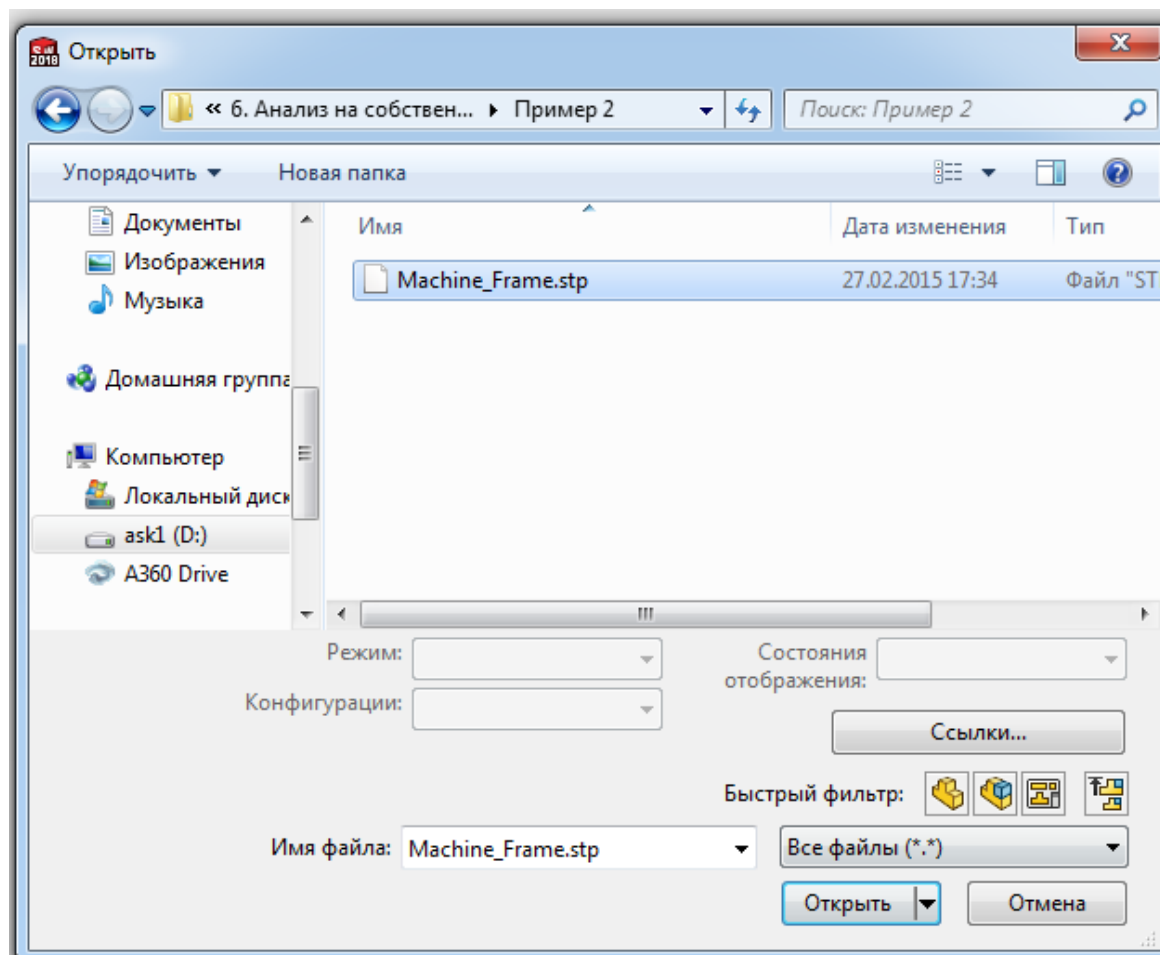 SW
2018
Открыть
« 6. Анализ на собствен... Пример 2
Поиск: Пример 2
Упорядочить
Новая папка
Документы
Изображения
Музыка
Домашняя группа
Компьютер
Локальный диск
ask1 (D:)
A360 Drive
Имя
Дата изменения
Тип
Machine_Frame.stp
27.02.2015 17:34
Файл "ST
Режим:
Состояния
отображения:
Конфигурации:
Ссылки...
Быстрый фильтр:
Имя файла:
Machine_Frame.stp
Все файлы (*.*)
Открыть
Отмена